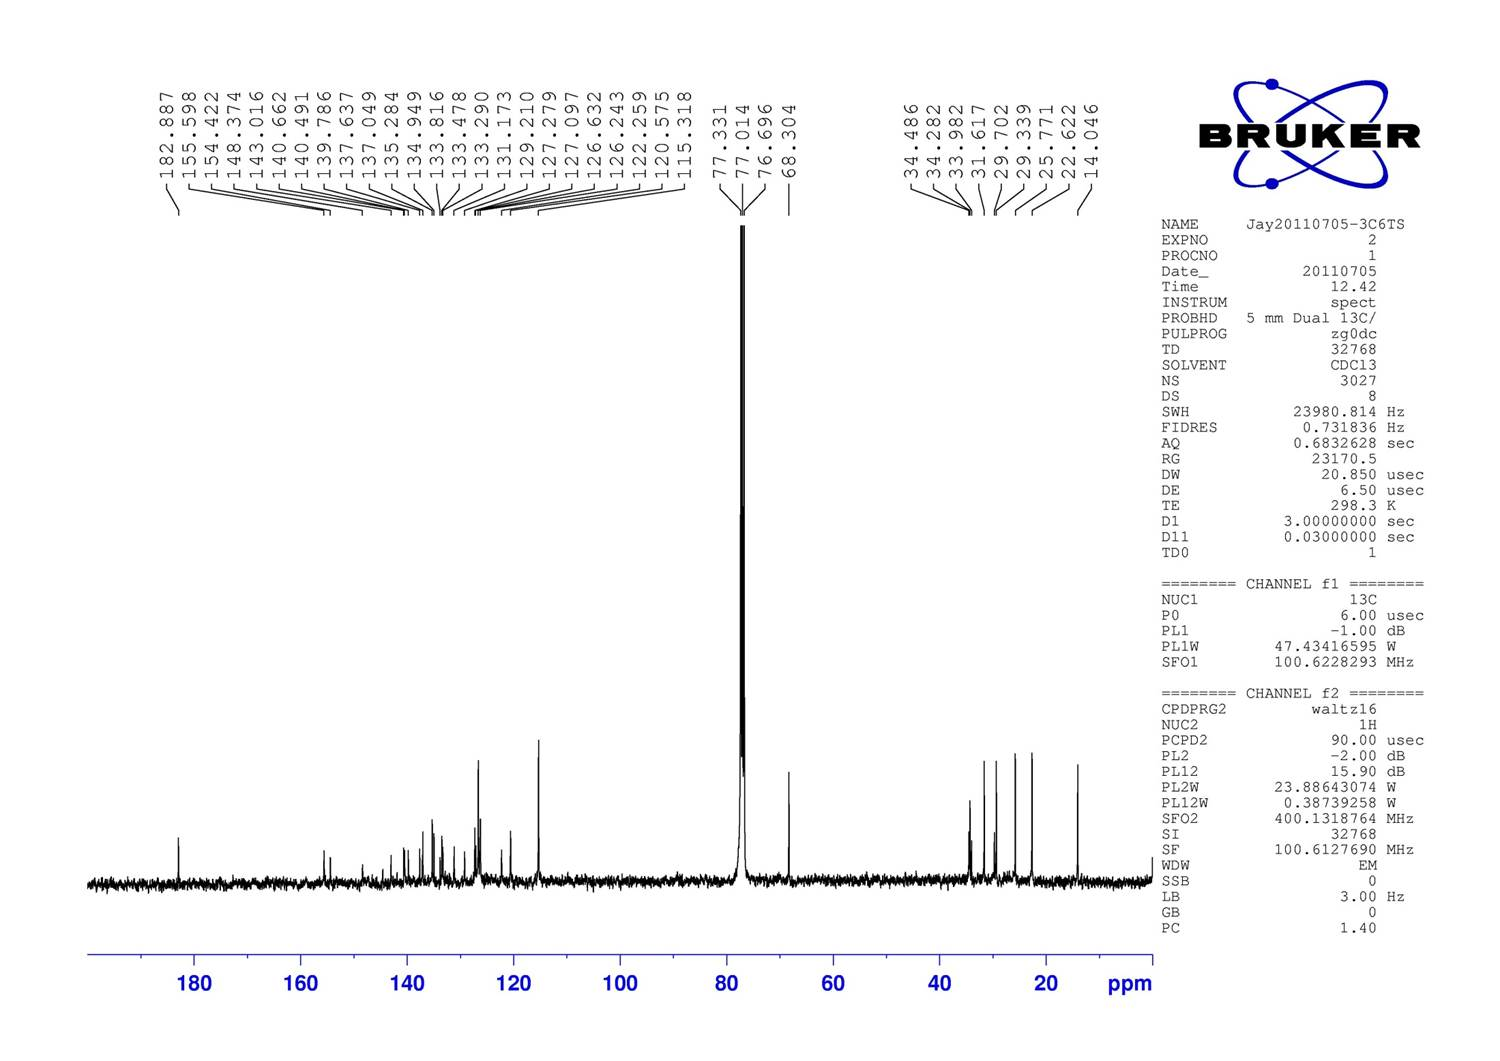 182.887
155.598
154.422
148.374
143.016
140.662
140.491
139.786
137.637
137.049
135.284
134.949
133.816
133.478
133.290
131.173
129.210
127.279
127.097
126.632
126.243
122.259
120.575
115.318
77.331
77.014
76.696
68.304
34.486
34.282
33.982
31.617
29.702
29.339
25.771
22.622
14.046
BRUKER
NAME Jay20110705-3C6TS
EXPNO 2
PROCNO 1
Date_ 20110705
Time 12.42
INSTRUM spect
PROBHD 5 mm Dual 13C/
PULPROG zg0dc
TD 32768
SOLVENT CDCl3
NS 3027
DS 8
SWH 23980.814 Hz
FIDRES 0.731836 Hz
AQ 0.6832628 sec
RG 23170.5
DW 20.850 usec
DE 6.50 usec
TE 298.3 K
D1 3.00000000 sec
D11 0.03000000 sec
TD0 1
======== CHANNEL f1 ========
NUC1 13C
P0 6.00 usec
PL1 -1.00 dB
PL1W 47.43416595 W
SFO1 100.6228293 MHz
======== CHANNEL f2 ========
CPDPRG2 waltz16
NUC2 1H
PCPD2 90.00 usec
PL2 -2.00 dB
PL12 15.90 dB
PL2W 23.88643074 W
PL12W 0.38739258 W
SFO2 400.1318764 MHz
SI 32768
SF 100.6127690 MHz
WDW EM
SSB 0
LB 3.00 Hz
GB 0
PC 1.40
180 160 140 120 100 80 60 40 20 ppm